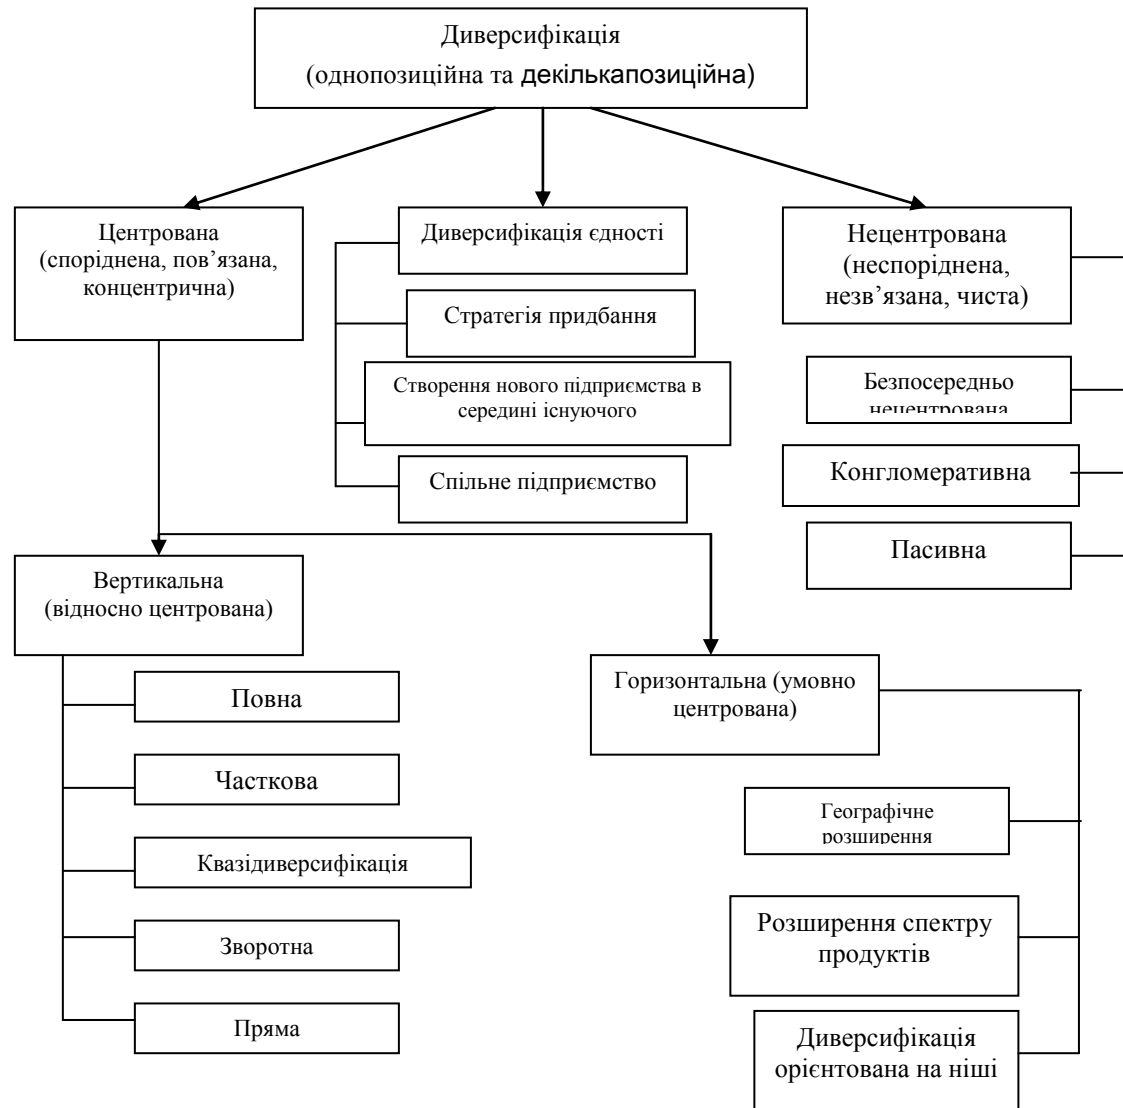 Диверсифікація
(однопозиційна та декількапозиційна)
Центрована
(споріднена, пов’язана,
концентрична)
Диверсифікація єдності
Стратегія придбання
Створення нового підприємства в
середині існуючого
Спільне підприємство
Нецентрована
(неспоріднена,
незв’язана, чиста)
Безпосередньо
нецентрована
Конгломеративна
Пасивна
Вертикальна
(відносно центрована)
Повна
Часткова
Квазідиверсифікація
Зворотна
Пряма
Горизонтальна (умовно
центрована)
Географічне
розширення
Розширення спектру
продуктів
Диверсифікація
орієнтована на ніші